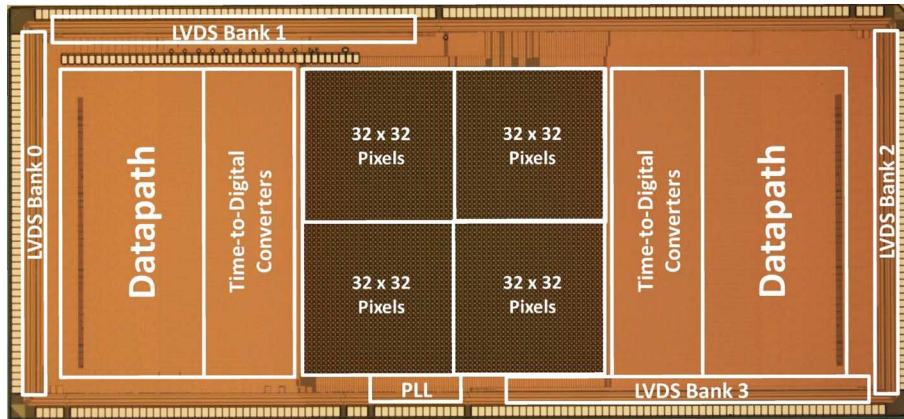 LVDS Bank 1
LVDS Bank 0
Datapath
Time-to-Digital
Converters
32 x 32
Pixels
32 x 32
Pixels
32 x 32
Pixels
32 x 32
Pixels
Time-to-Digital
Converters
Datapath
LVDS Bank 2
PLL
LVDS Bank 3